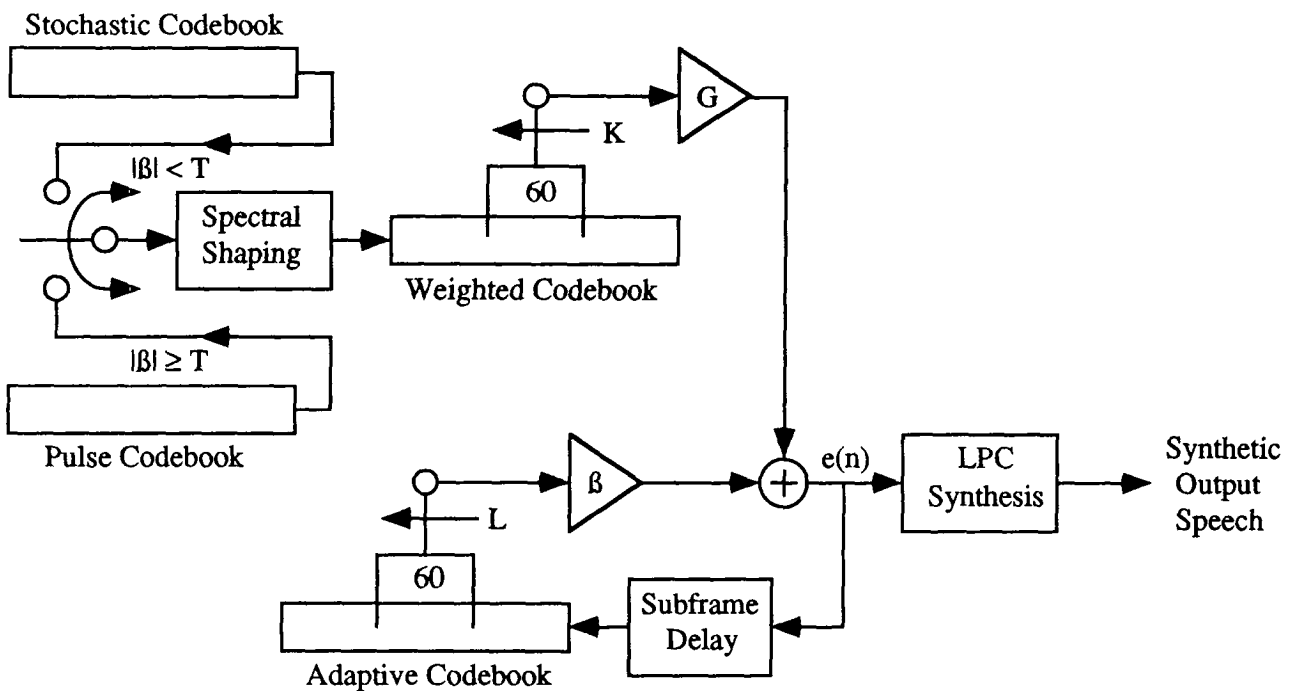 Stochastic Codebook
|ß| < T
Spectral
Shaping
K
60
G
Weighted Codebook
|ß| ≥ T
Pulse Codebook
L
60
ß
Adaptive Codebook
Subframe
Delay
+
e(n)
LPC
Synthesis
Synthetic
Output
Speech